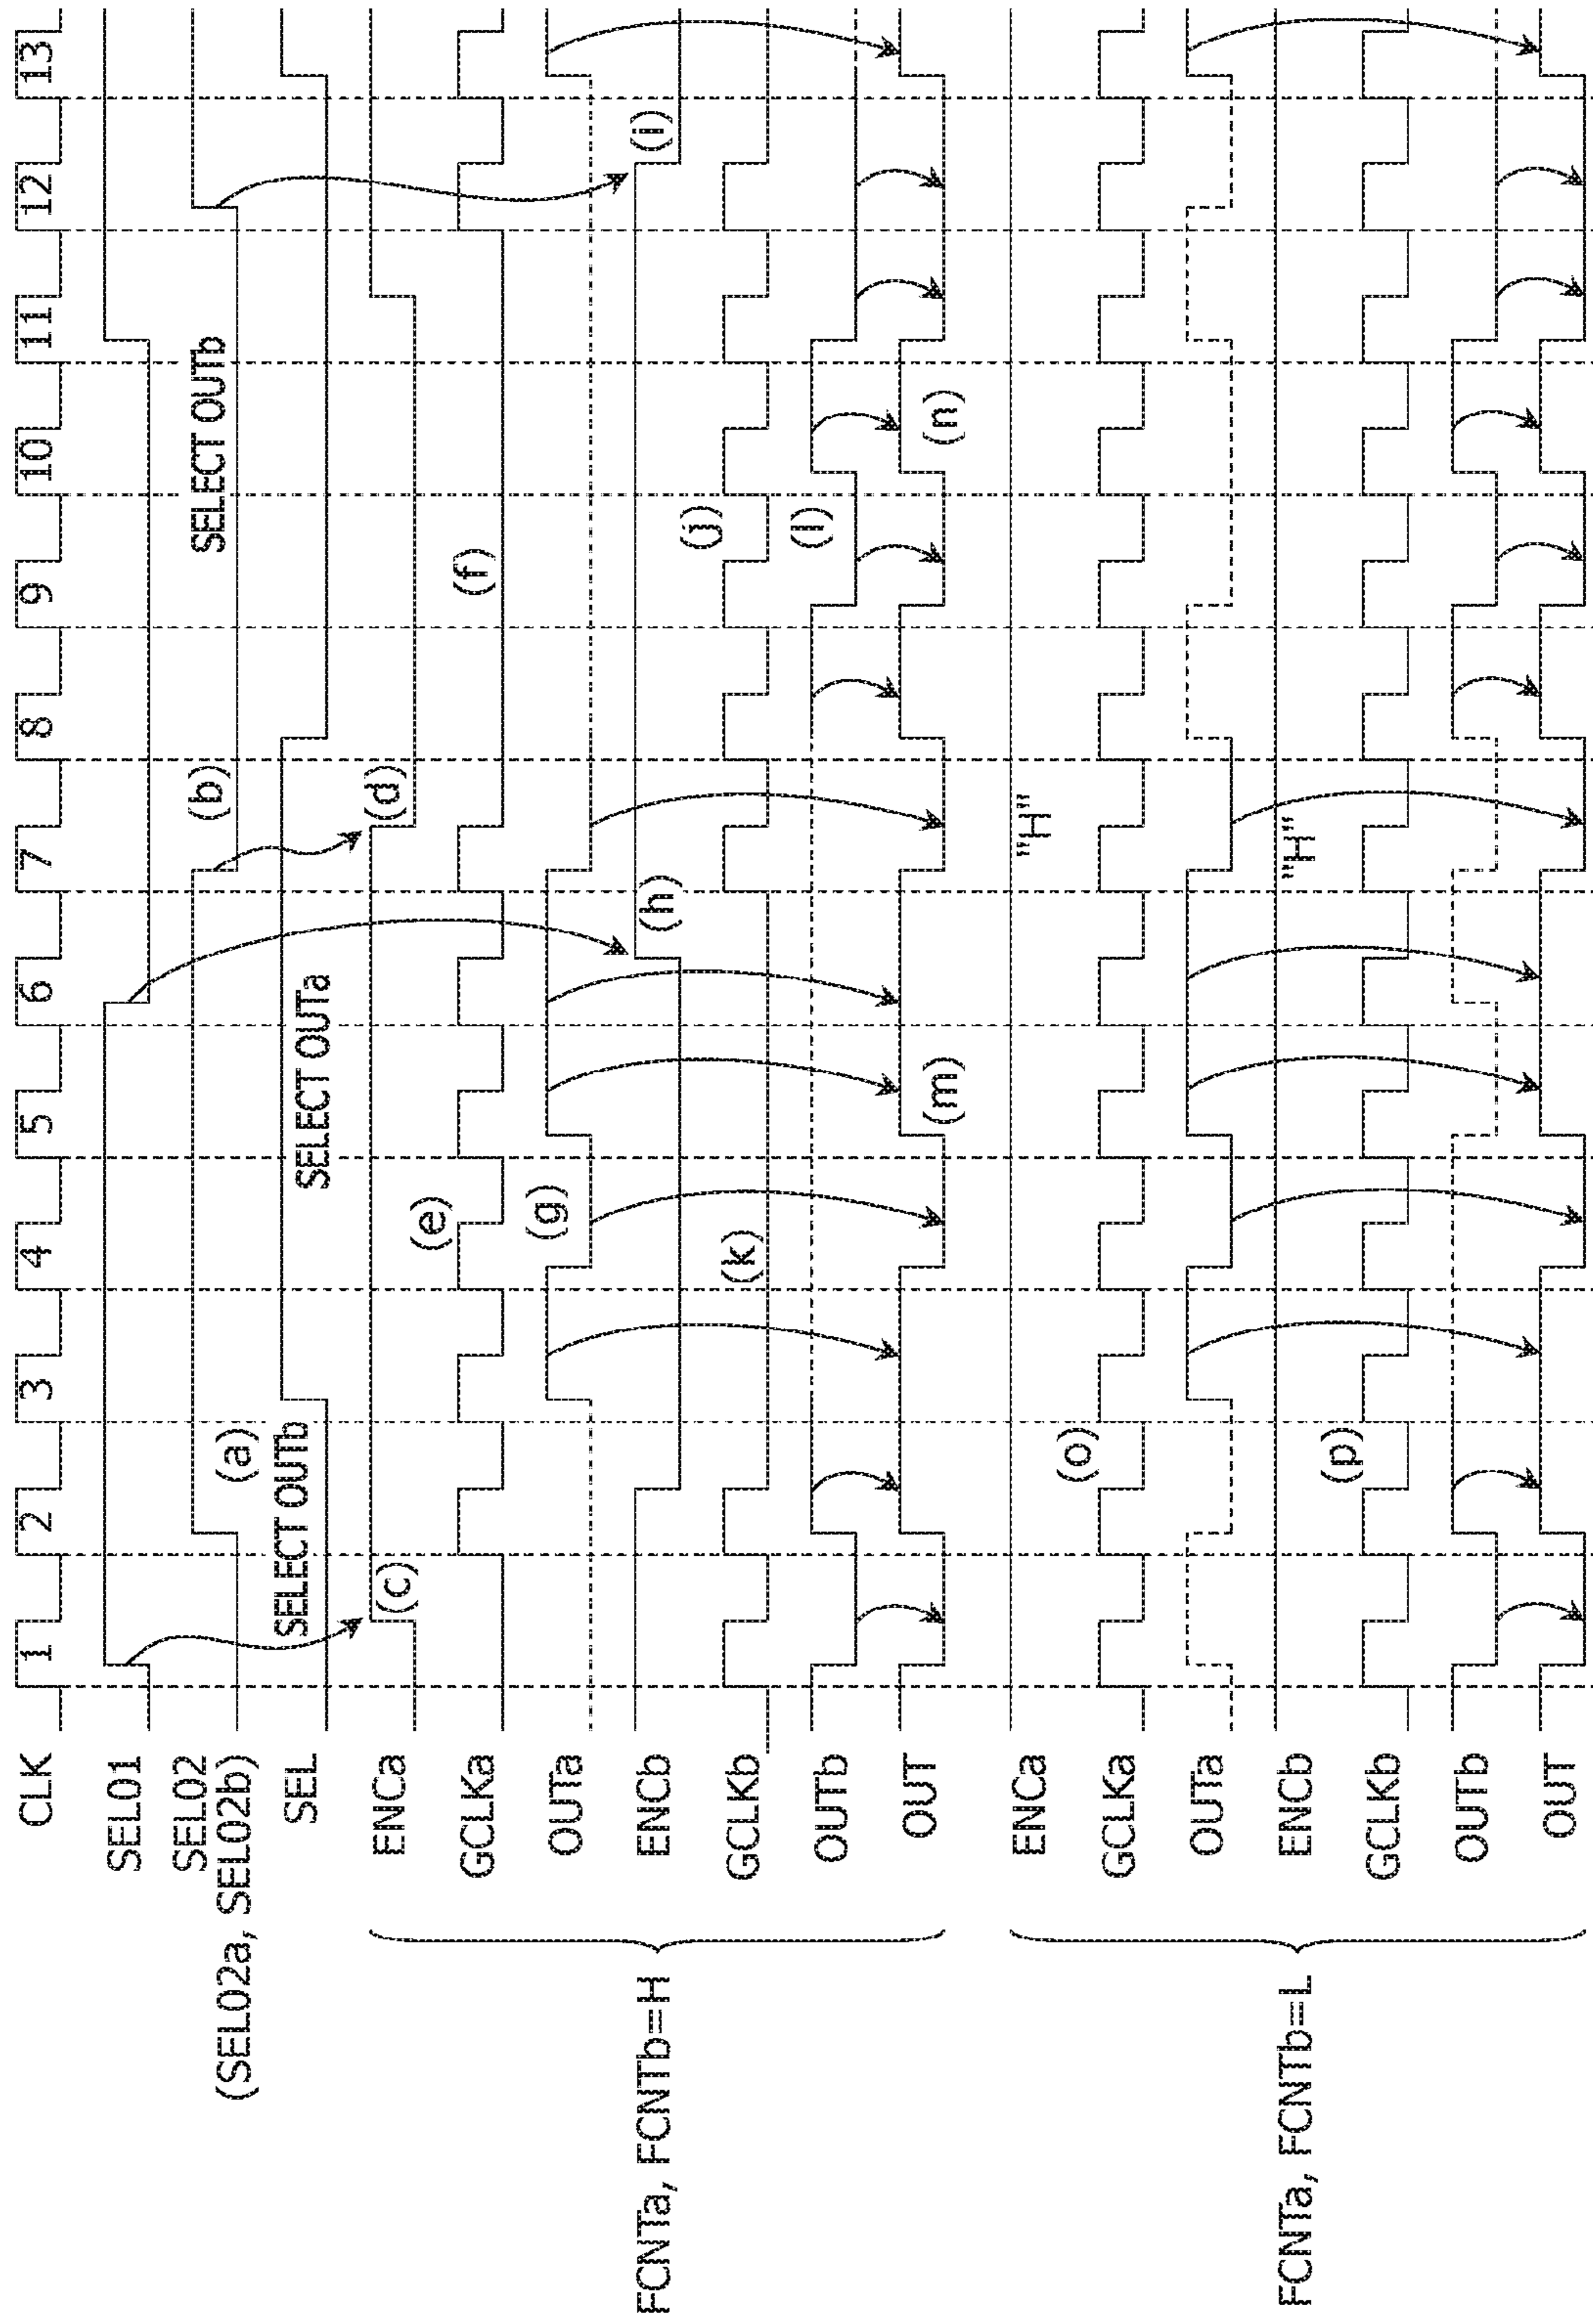 CLK 1 2 3 4 5 6 7 8 9 10 11 12 13
SEL01
SEL02
(SEL02a, SEL02b)
(a)
(b)
SELECT OUTb
SEL
SELECT OUTb
SELECT OUTa
FCNTa, FCNTb=H
ENCa
(c)
(d)
GCLKa
(e)
(f)
OUTa
(g)
ENCb
(h)
(i)
GCLKb
(k)
(j)
OUTb
(l)
OUT
(m)
(n)
FCNTa, FCNTb=L
ENCa
"H"
GCLKa
(o)
OUTa
ENCb
"H"
GCLKb
(p)
OUTb
OUT